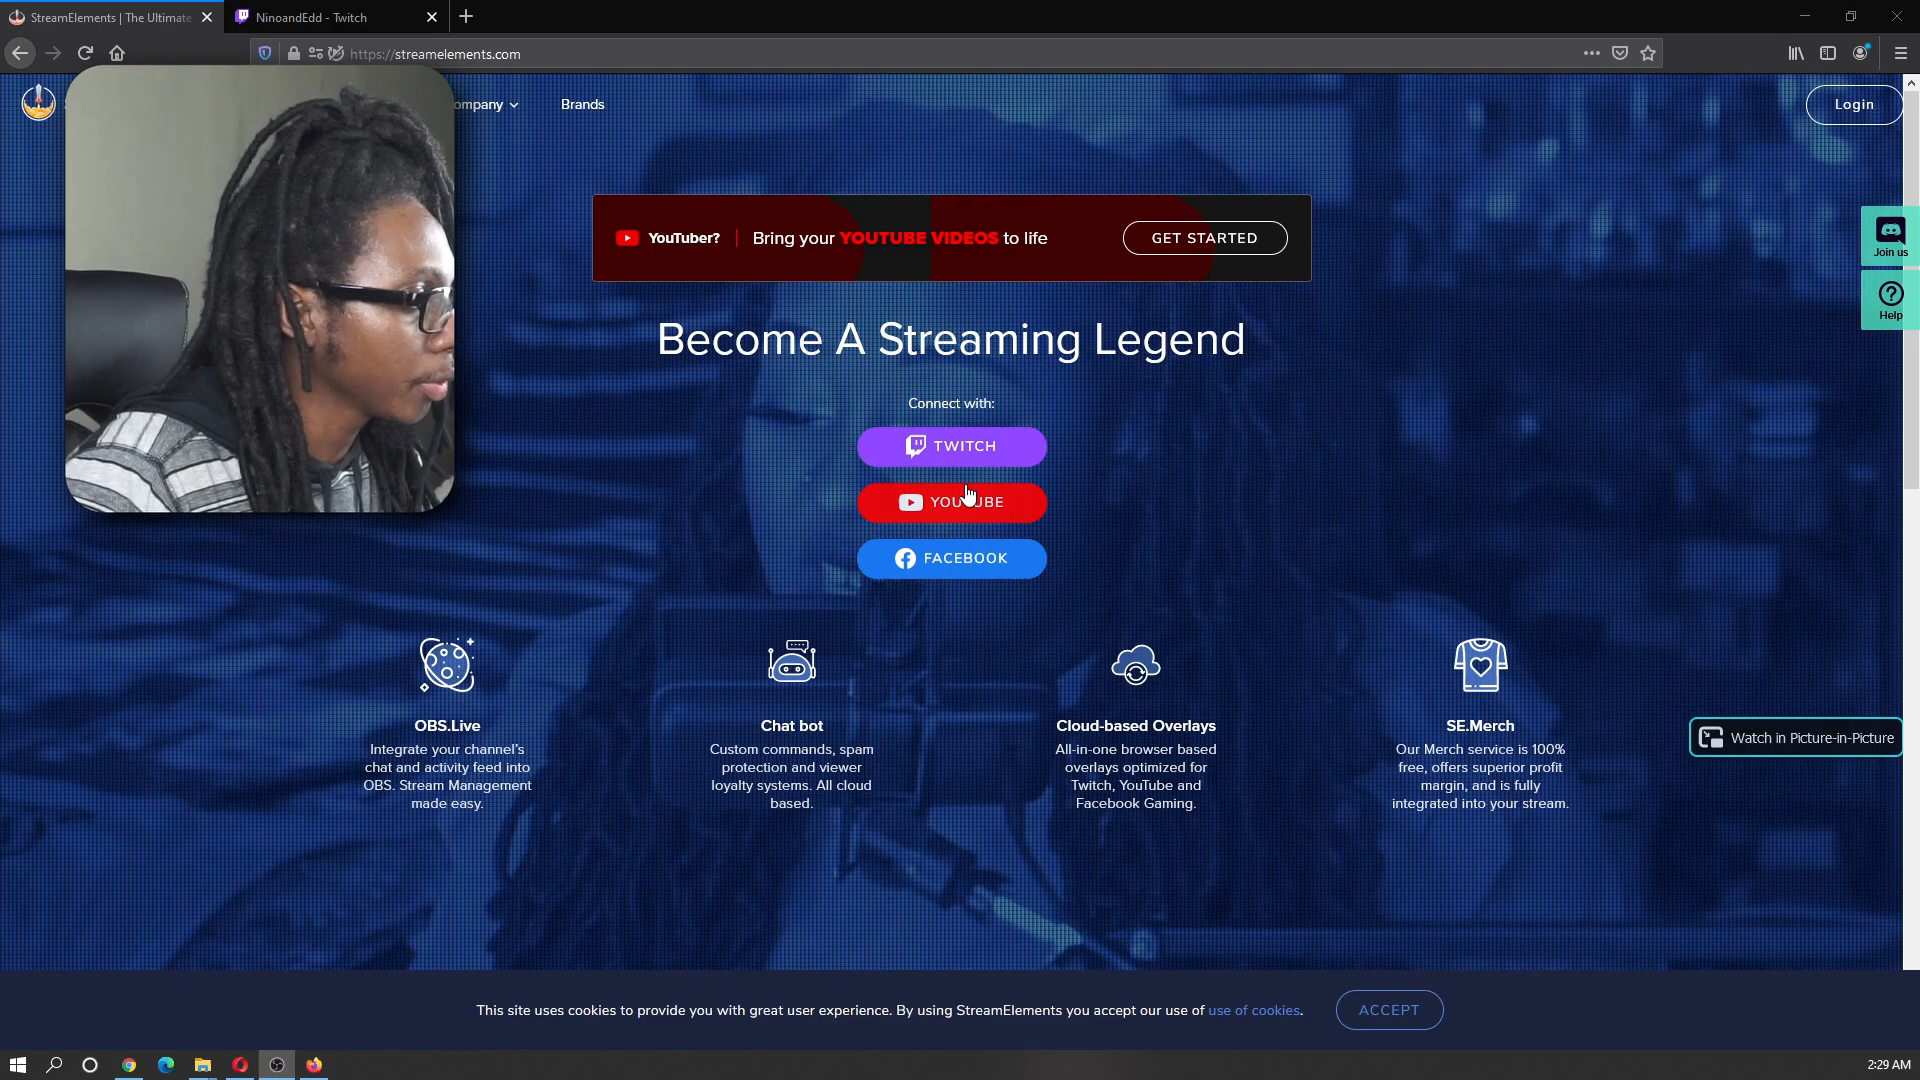 StreamElements | The Ultimate
NinoandEdd - Twitch
https://streamelements.com
ompany
Brands
Login
YouTuber?
Bring your YOUTUBE VIDEOS to life
GET STARTED
Join us
Help
Become A Streaming Legend
Connect with:
TWITCH
YOUTUBE
FACEBOOK
OBS.Live
Integrate your channel's
chat and activity feed into
OBS. Stream Management
made easy.
Chat bot
Custom commands, spam
protection and viewer
loyalty systems. All cloud
based.
Cloud-based Overlays
All-in-one browser based
overlays optimized for
Twitch, YouTube and
Facebook Gaming.
SE.Merch
Our Merch service is 100%
free, offers superior profit
margin, and is fully
integrated into your stream.
Watch in Picture-in-Picture
This site uses cookies to provide you with great user experience. By using StreamElements you accept our use of use of cookies.
ACCEPT
2:29 AM